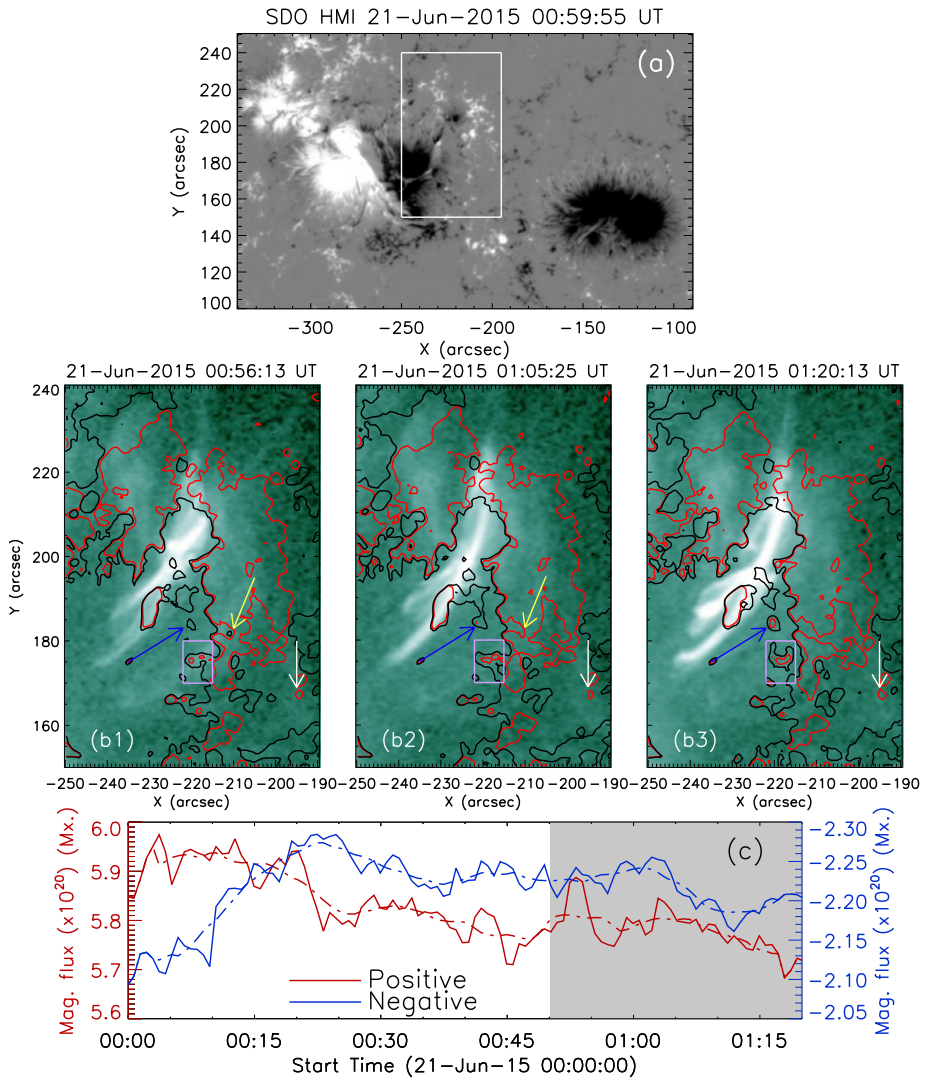 SDO HMI 21-Jun-2015 00:59:55 UT
(a)
240
220
200
180
160
140
120
100
Y (arcsec)
−300 −250 −200 −150 −100
X (arcsec)
21-Jun-2015 00:56:13 UT 21-Jun-2015 01:05:25 UT 21-Jun-2015 01:20:13 UT
240
220
200
180
160
Y (arcsec)
(b1) (b2) (b3)
−250 −240 −230 −220 −210 −200 −190 −250 −240 −230 −220 −210 −200 −190 −250 −240 −230 −220 −210 −200 −190
X (arcsec) X (arcsec) X (arcsec)
(c)
6.0
5.9
5.8
5.7
5.6
Mag. flux (x10²⁰) (Mx.)
−2.30
−2.25
−2.20
−2.15
−2.10
−2.05
Mag. flux (x10²⁰) (Mx.)
Positive
Negative
00:00 00:15 00:30 00:45 01:00 01:15
Start Time (21-Jun-15 00:00:00)